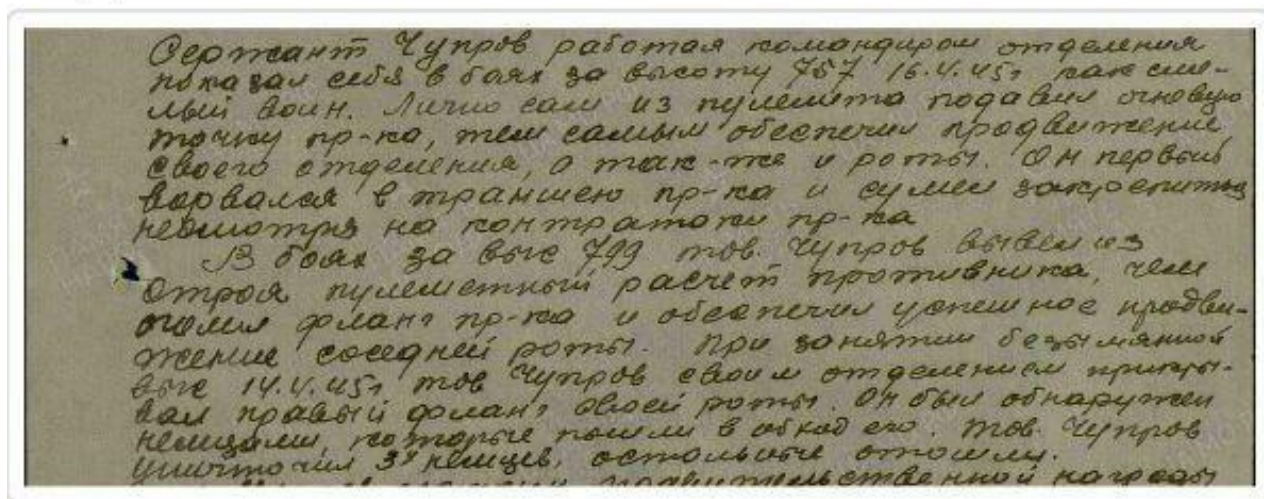 Сержант Чупров работая командиром отделения
показал себя в боях за высоту 757 16.4.45г как сме-
лый воин. Лично сам из пулемета подавил огневую
точку пр-ка, тем самым обеспечил продвижение
своего отделения, а так-же и роты. Он первый
ворвался в траншею пр-ка и сумел закрепиться
несмотря на контратаки пр-ка
В боях за выс 799 тов. Чупров вывел из
строя пулеметный расчет противника, чем
оголил фланг пр-ка и обеспечил успешное продви-
жение соседней роты. При занятии безымянной
выс 14.4.45г тов Чупров своим отделением прикры-
вал правый фланг своей роты. Он был обнаружен
немцами, которые пошли в обход его. Тов. Чупров
уничтожил 3х немцев, остальные отошли.
правительственной награды